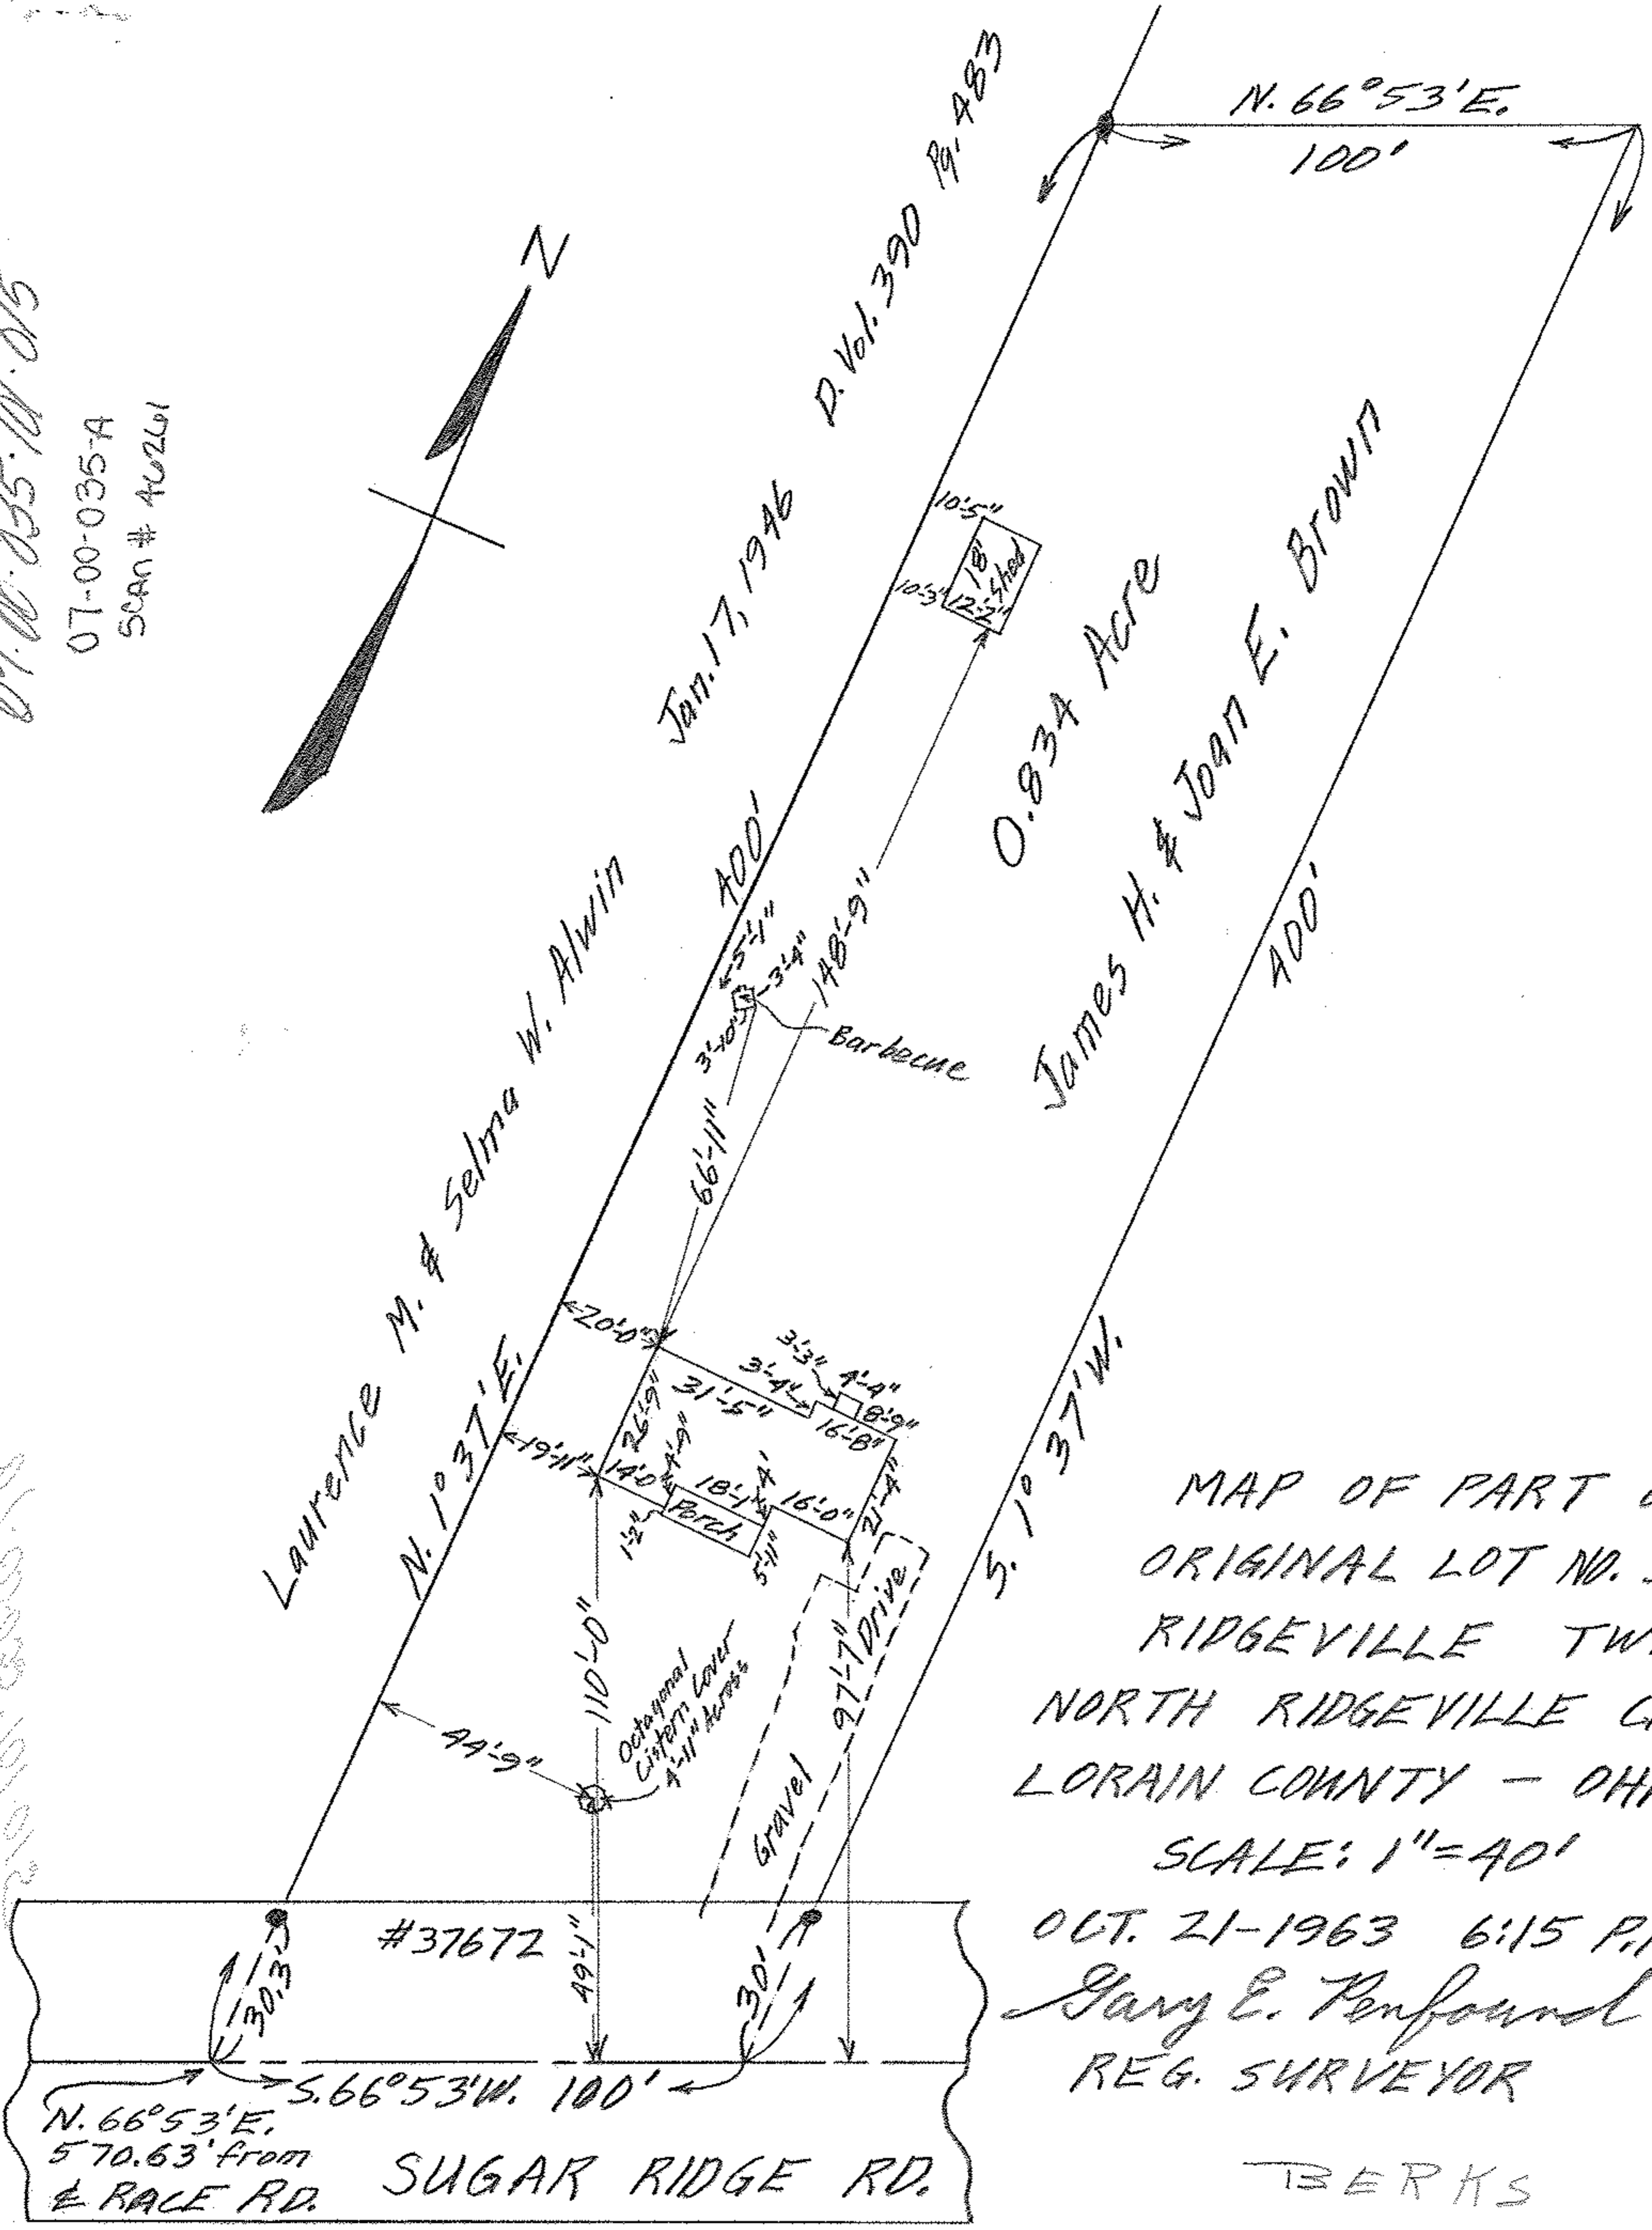 N. 66°53'E.
100'
N
07-00-035-A
Scan # 46261
Laurence M. & Selma W. Alwin Jan. 17, 1946 D. Vol. 390 Pg. 483
10'-5"
18'
Shed
10'-3"
12'-2"
0.834 Acre
James H. & Joan E. Brown
400'
400'
148'-9"
5'-1"
3'-4"
3'-10"
Barbecue
66'-11"
N. 1°37'E.
S. 1°37'W.
20'-0"
31'-5"
3'-4"
3'-3"
4'-4"
8'-9"
16'-8"
26'-9"
19'-11"
14'-0"
4'-9"
18'-1"
4'
16'-0"
21'-4"
1'-2"
Porch
5'-11"
110'-0"
97'-7"
Gravel Drive
Octagonal
Cistern Cover
4'-11" Across
44'-9"
#37672
49'-1"
30.3'
30'
S.66°53'W. 100'
N. 66°53'E.
570.63' from
RACE RD.
SUGAR RIDGE RD.
MAP OF PART
ORIGINAL LOT NO.
RIDGEVILLE
NORTH RIDGEVILLE
LORAIN COUNTY -
SCALE: 1"=40'
OCT. 21-1963 6:15
Gary E. Penfound
REG. SURVEYOR
BERKS